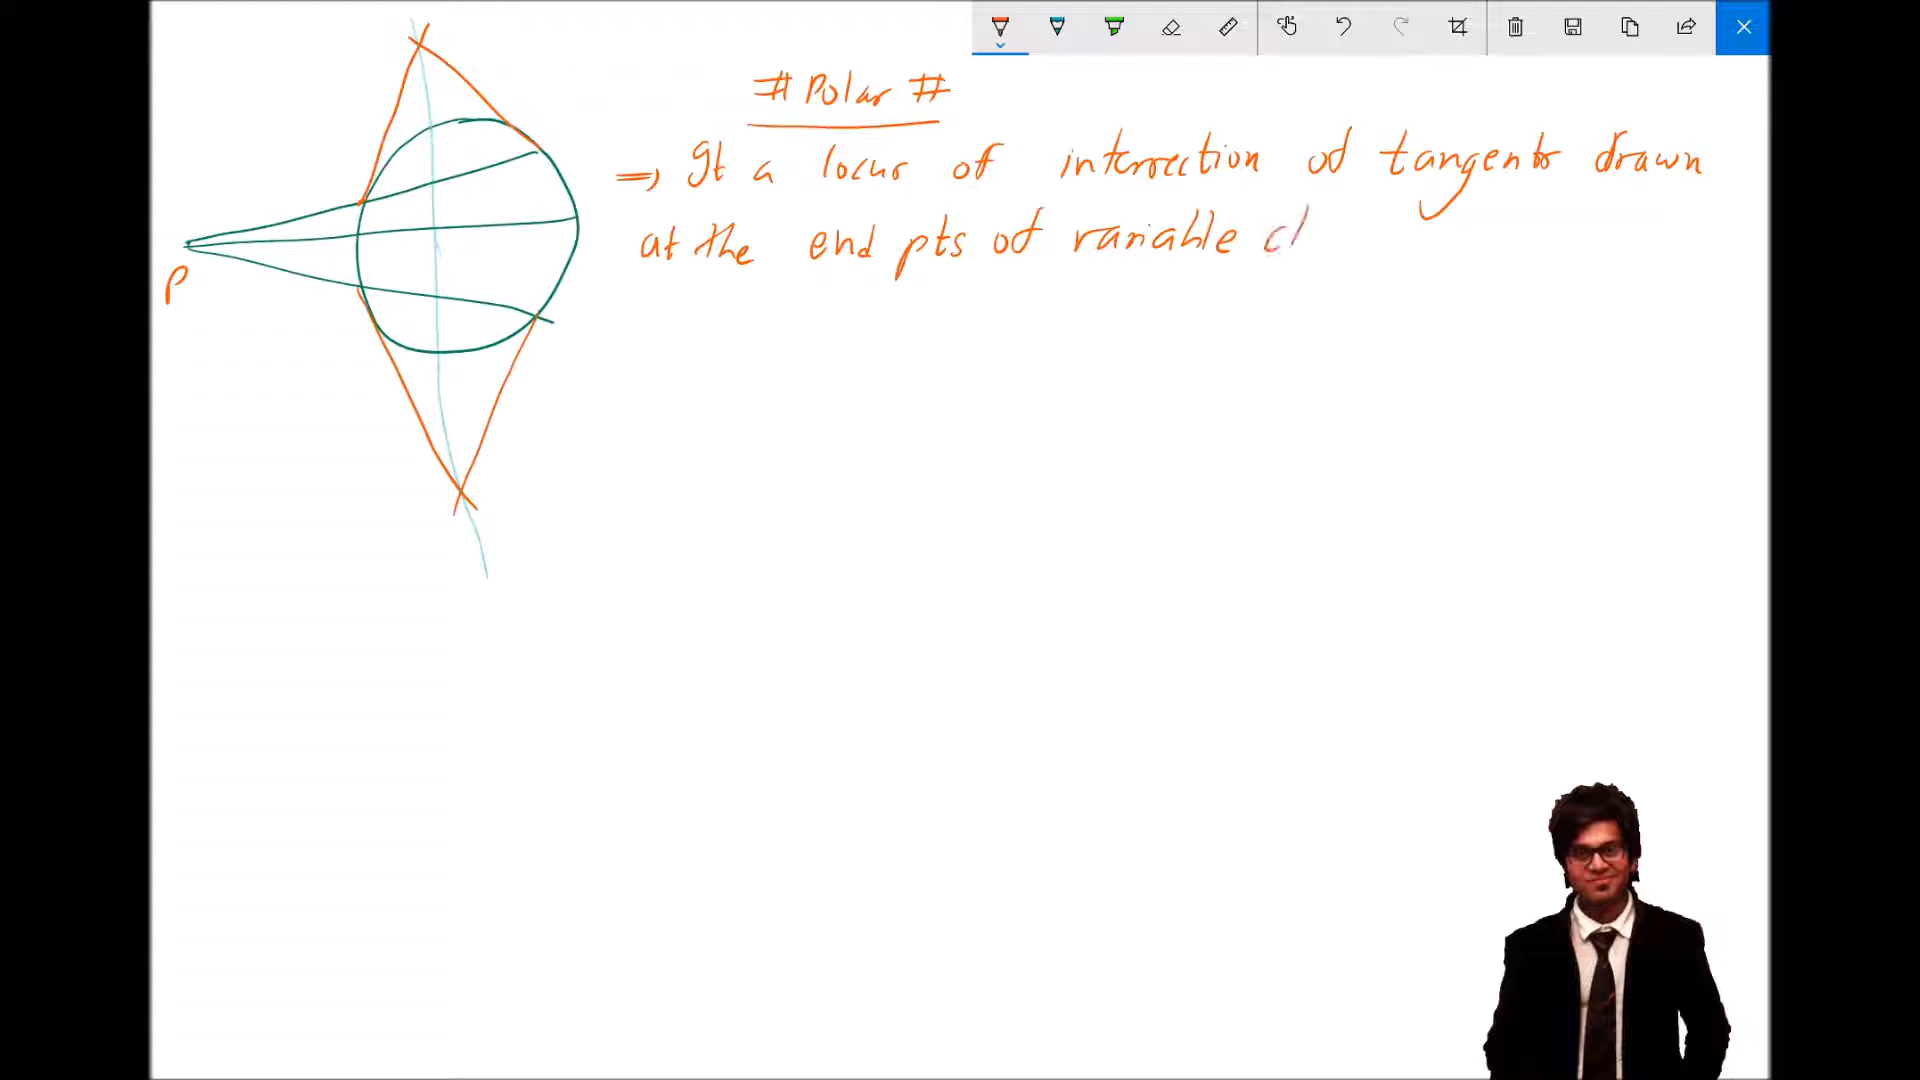 # Polar #
⇒ It a locus of intersection of tangents drawn
at the end pts of variable
P